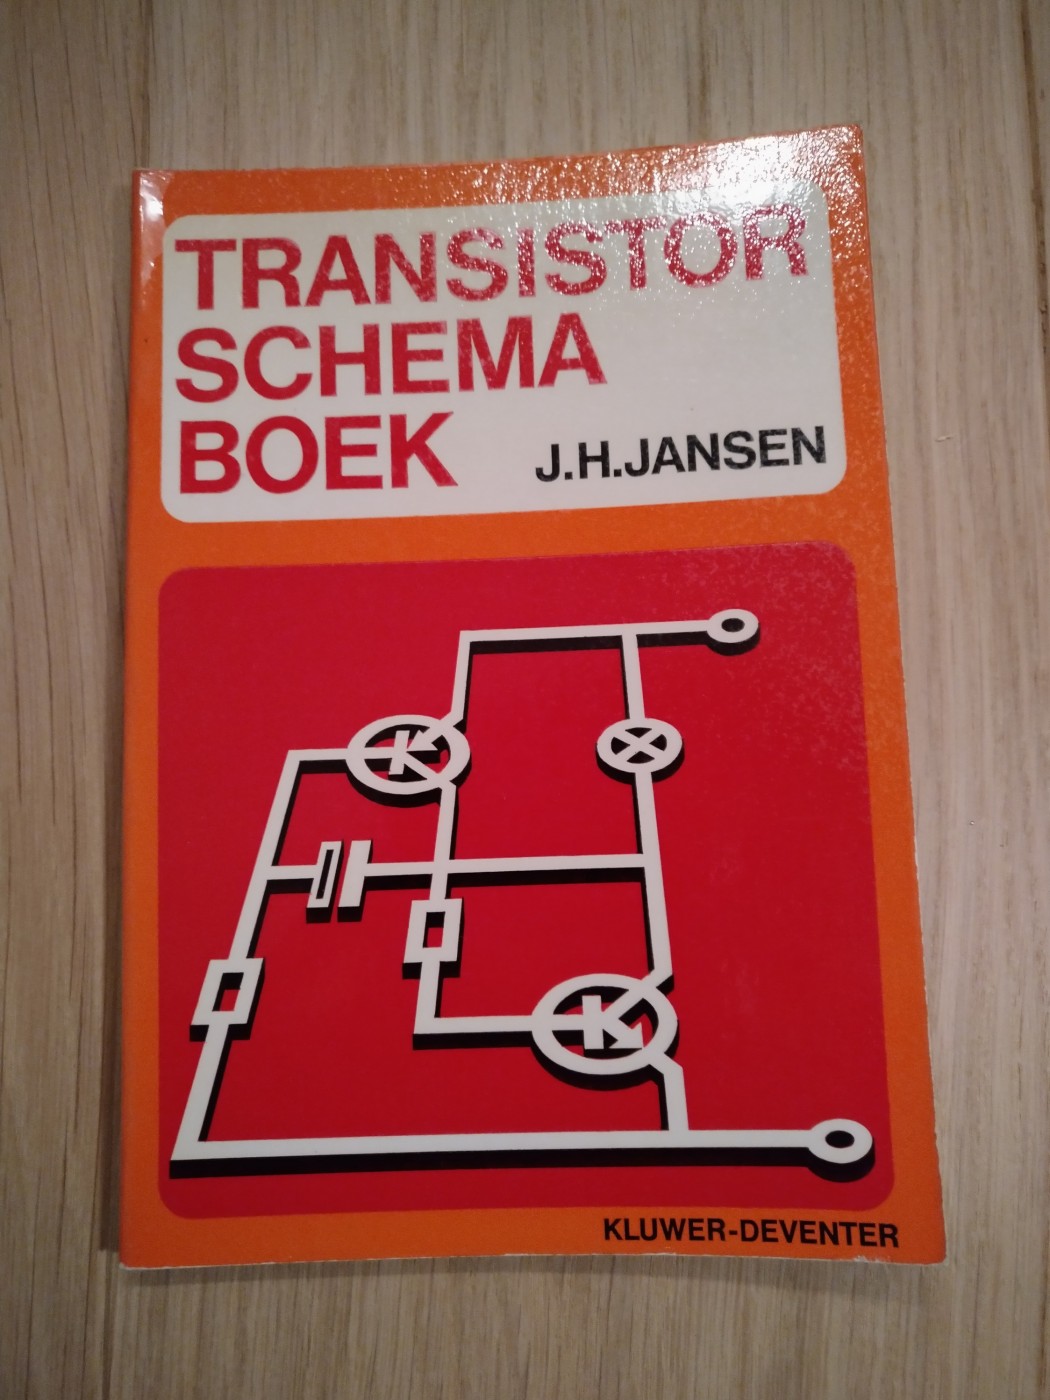 TRANSISTOR
SCHEMA
BOEK
J.H.JANSEN
KLUWER-DEVENTER